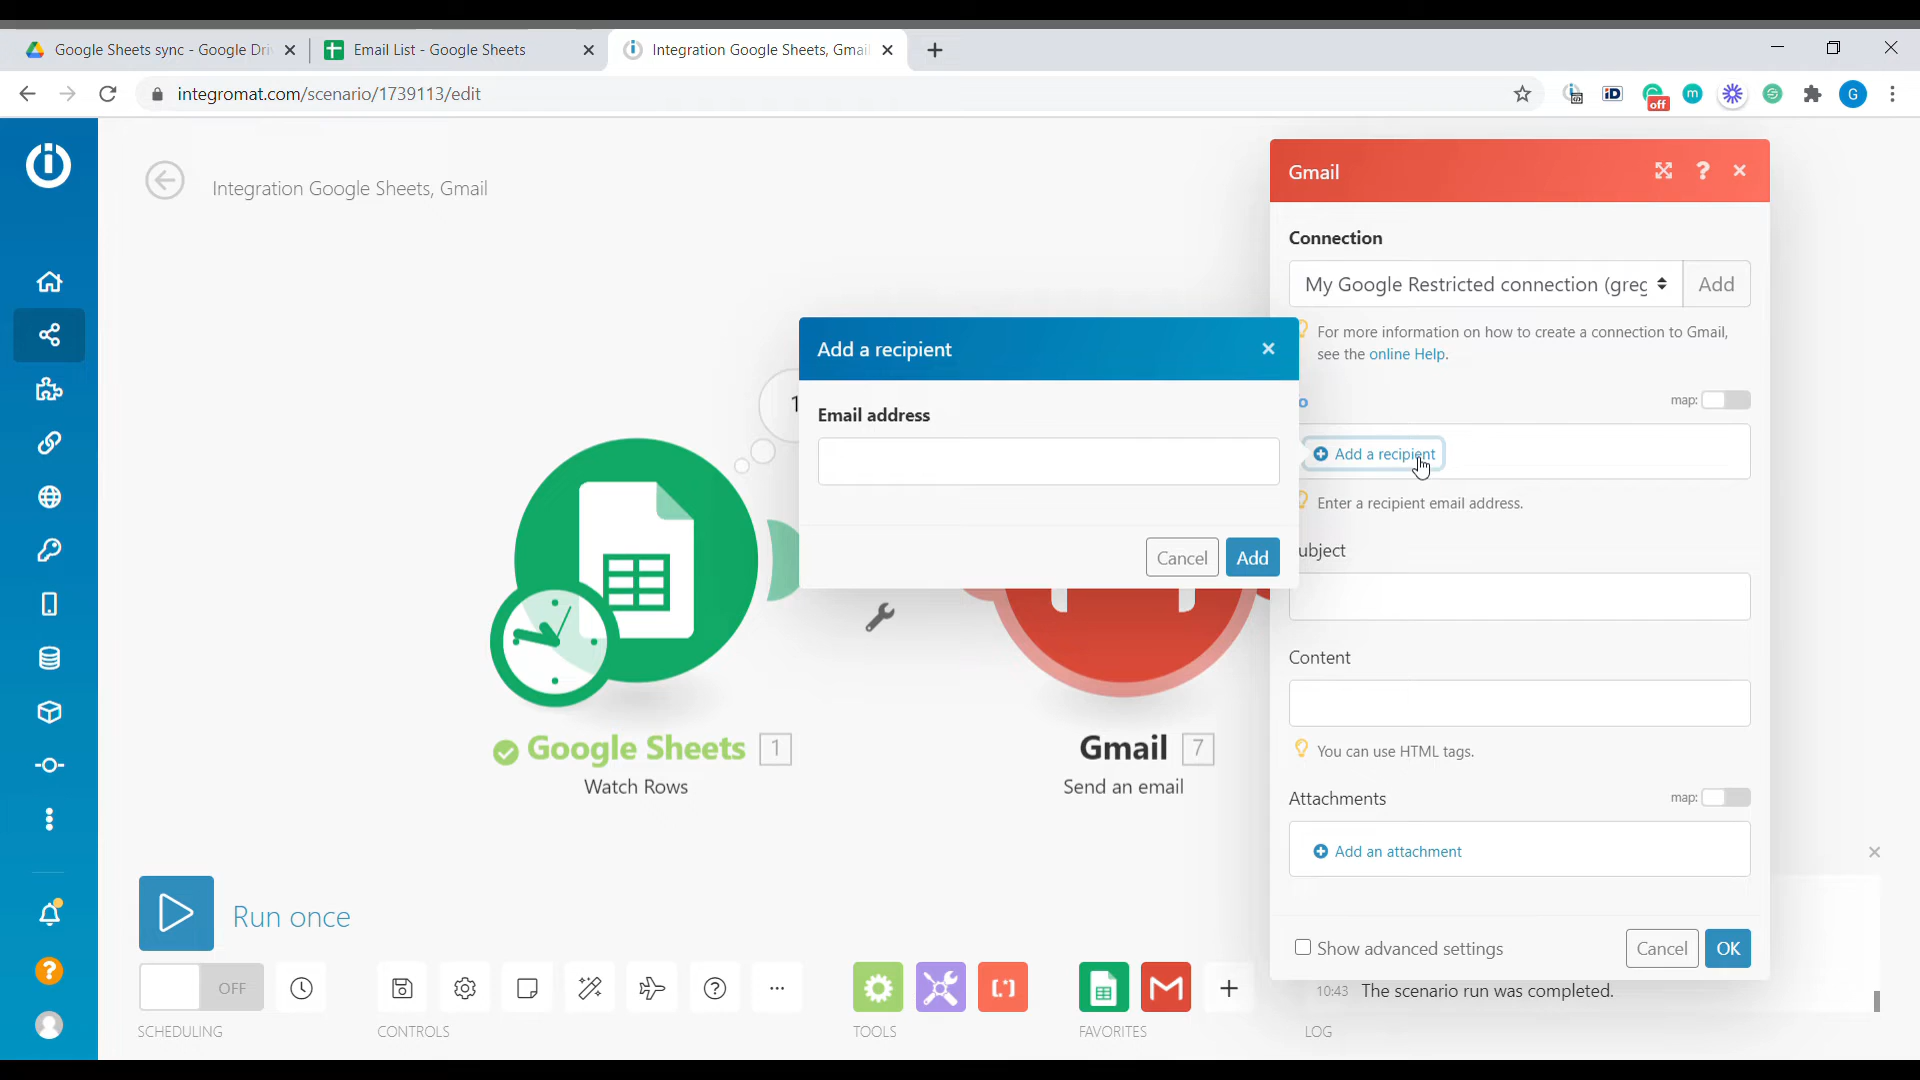 Google Sheets sync - Google Dri
Email List - Google Sheets
Integration Google Sheets, Gmail
integromat.com/scenario/1739113/edit
iD
off
m
G
Integration Google Sheets, Gmail
Gmail
?
Connection
My Google Restricted connection (greg
Add
For more information on how to create a connection to Gmail,
see the online Help.
Add a recipient
Email address
Cancel
Add
1
o
map:
Add a recipient
Enter a recipient email address.
ubject
Content
You can use HTML tags.
Attachments
map:
Add an attachment
Show advanced settings
Cancel
OK
Google Sheets
1
Watch Rows
Gmail
7
Send an email
Run once
OFF
SCHEDULING
CONTROLS
TOOLS
FAVORITES
LOG
10:43 The scenario run was completed.